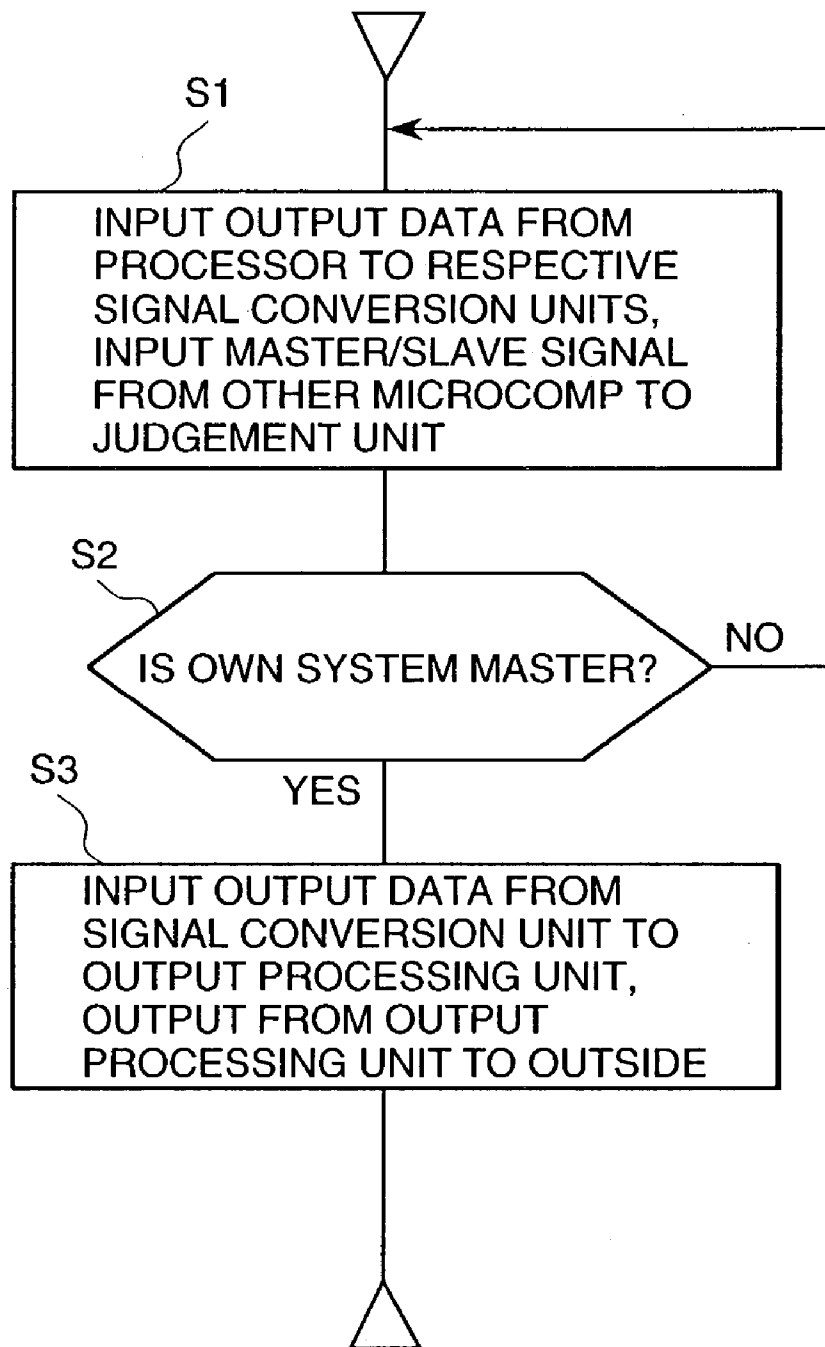 S1
INPUT OUTPUT DATA FROM
PROCESSOR TO RESPECTIVE
SIGNAL CONVERSION UNITS,
INPUT MASTER/SLAVE SIGNAL
FROM OTHER MICROCOMP TO
JUDGEMENT UNIT
S2
IS OWN SYSTEM MASTER?
NO
YES
S3
INPUT OUTPUT DATA FROM
SIGNAL CONVERSION UNIT TO
OUTPUT PROCESSING UNIT,
OUTPUT FROM OUTPUT
PROCESSING UNIT TO OUTSIDE